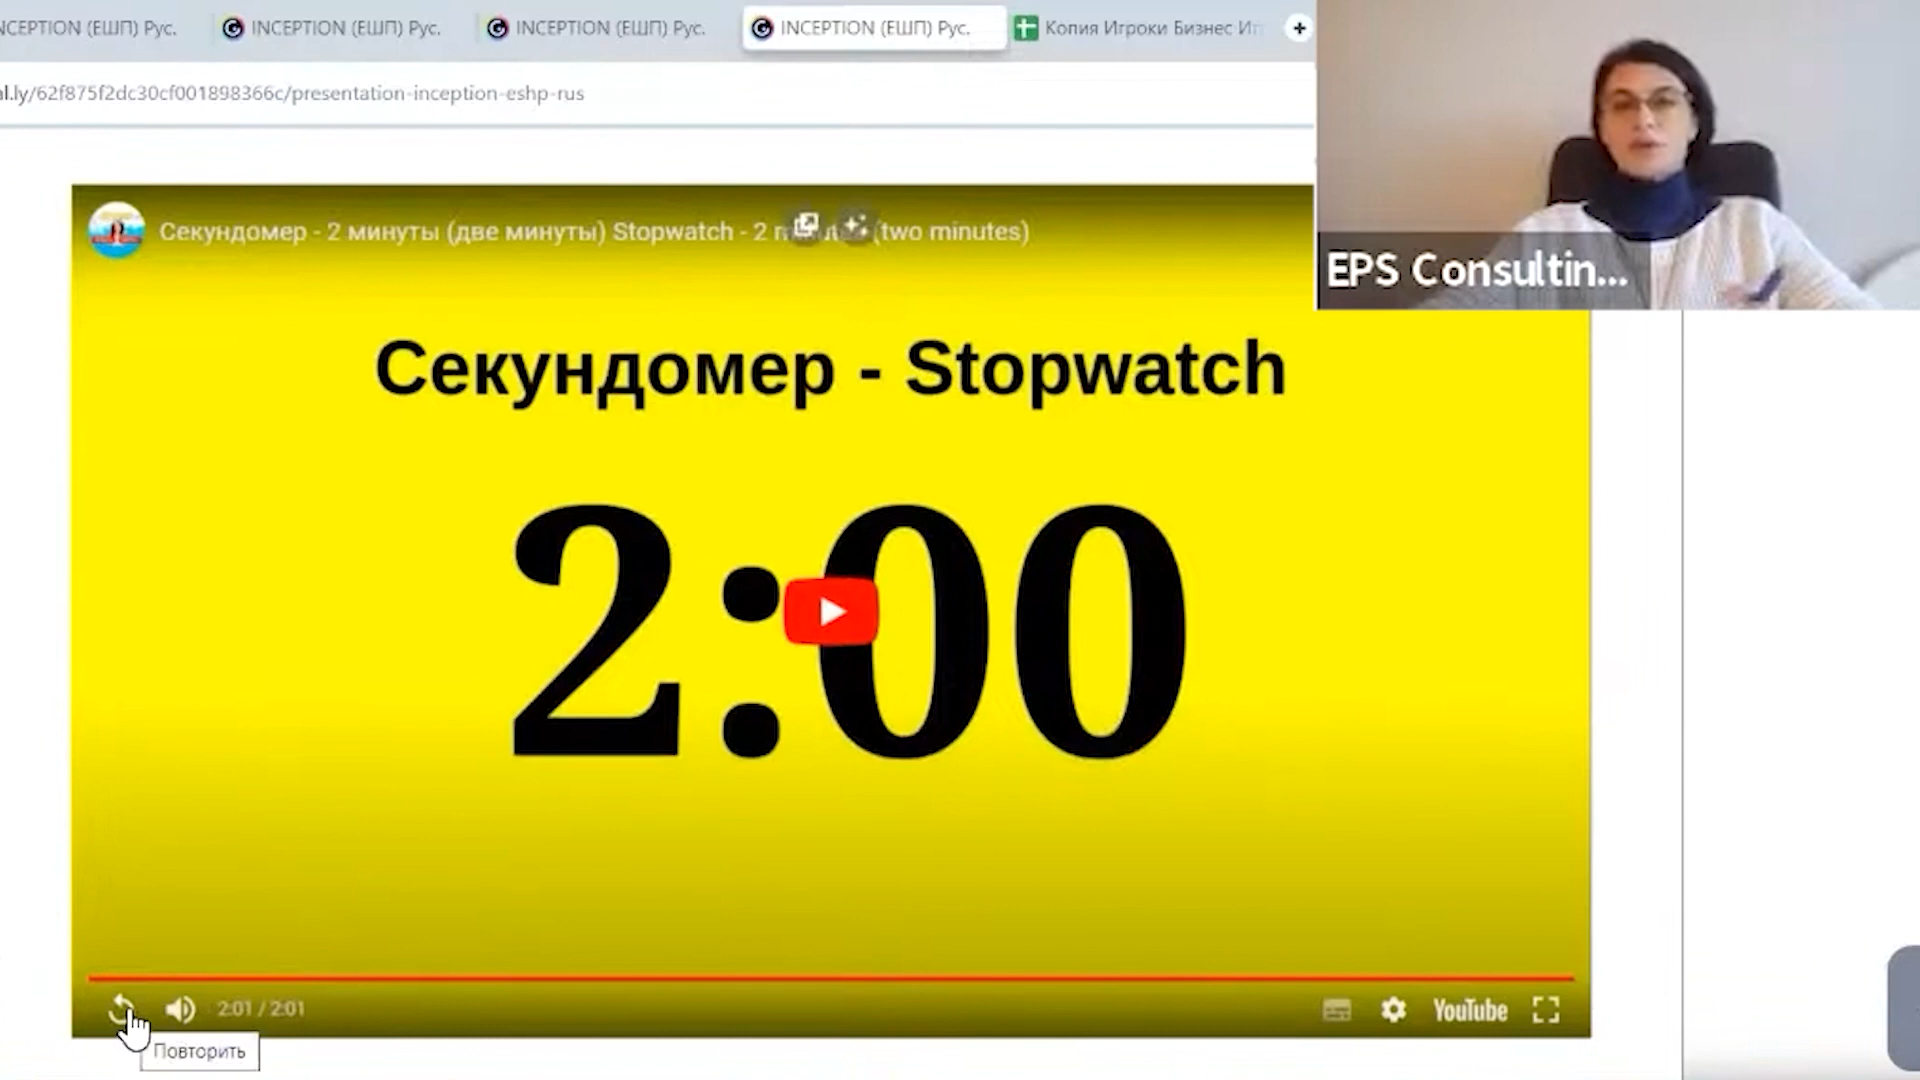 NCEPTION (ЕШП) Рус.
INCEPTION (ЕШП) Рус.
INCEPTION (ЕШП) Рус.
INCEPTION (ЕШП) Рус.
Копия Игроки Бизнес Иг
l.ly/62f875f2dc30cf001898366c/presentation-inception-eshp-rus
EPS Consultin...
Секундомер - 2 минуты (две минуты) Stopwatch - 2 (two minutes)
Секундомер - Stopwatch
2:00
2:01 / 2:01
YouTube
Повторить